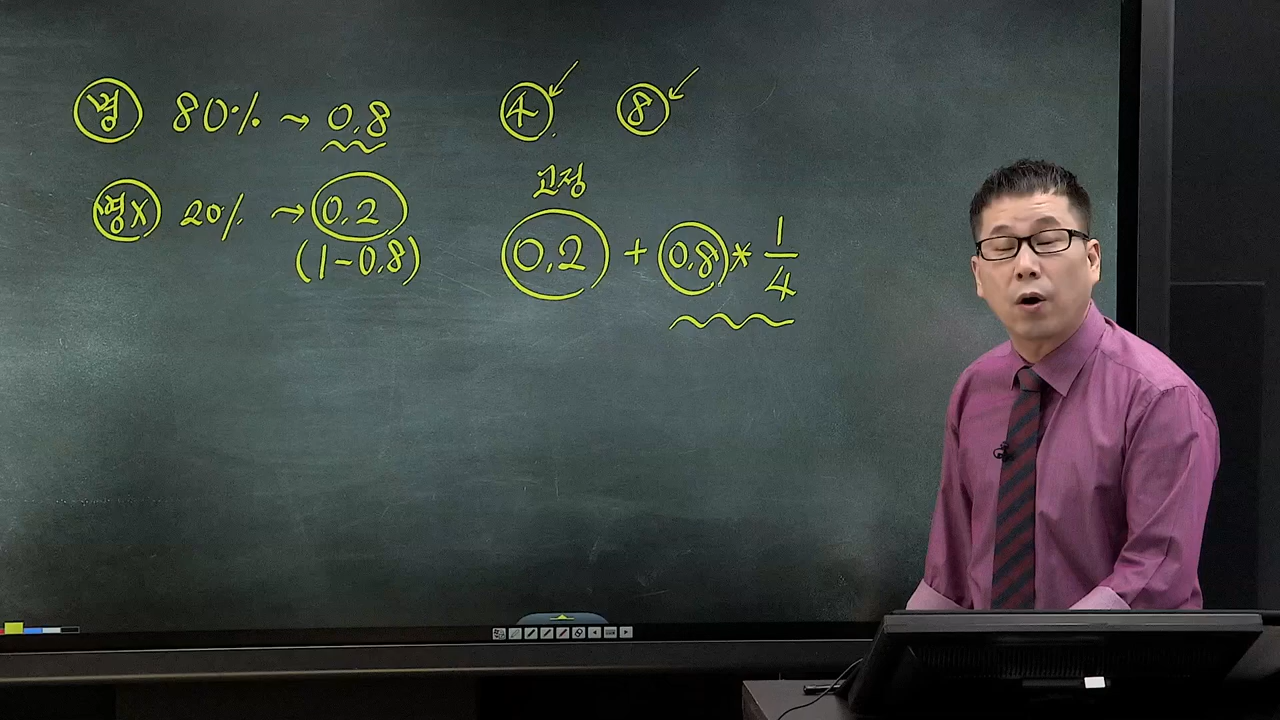 병 80% → 0.8
병X 20% → 0.2
(1-0.8)
4 8
고정
0.2 + 0.8 * 1/4